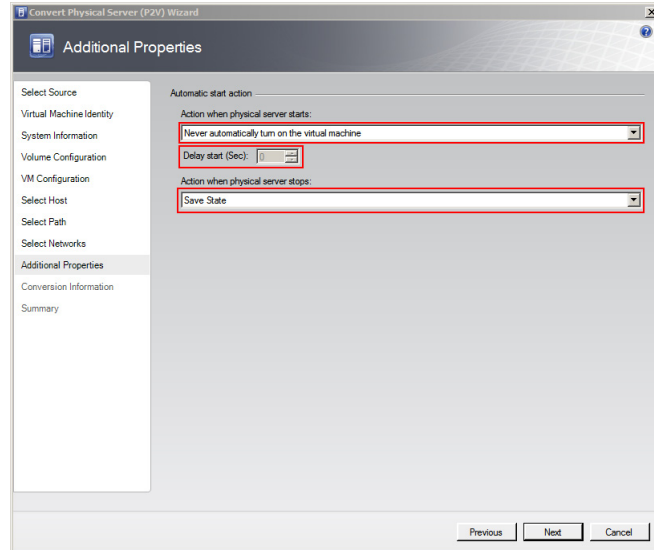 Convert Physical Server (P2V) Wizard
Additional Properties
Select Source
Virtual Machine Identity
System Information
Volume Configuration
VM Configuration
Select Host
Select Path
Select Networks
Additional Properties
Conversion Information
Summary
Automatic start action
Action when physical server starts:
Never automatically turn on the virtual machine
Delay start (Sec): 0
Action when physical server stops:
Save State
Previous Next Cancel